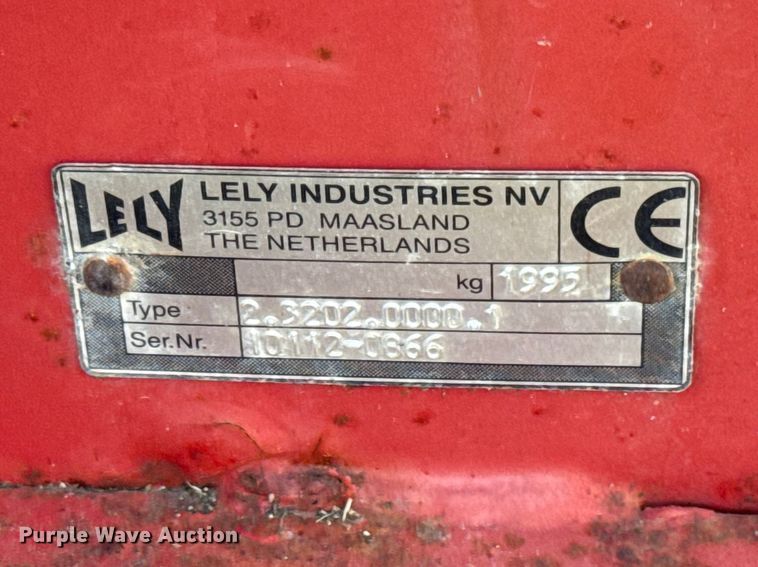 LELY
LELY INDUSTRIES NV
3155 PD MAASLAND
THE NETHERLANDS
CE
kg 1995
Type 2.3202.0000.1
Ser.Nr. 10112-0866
Purple Wave Auction